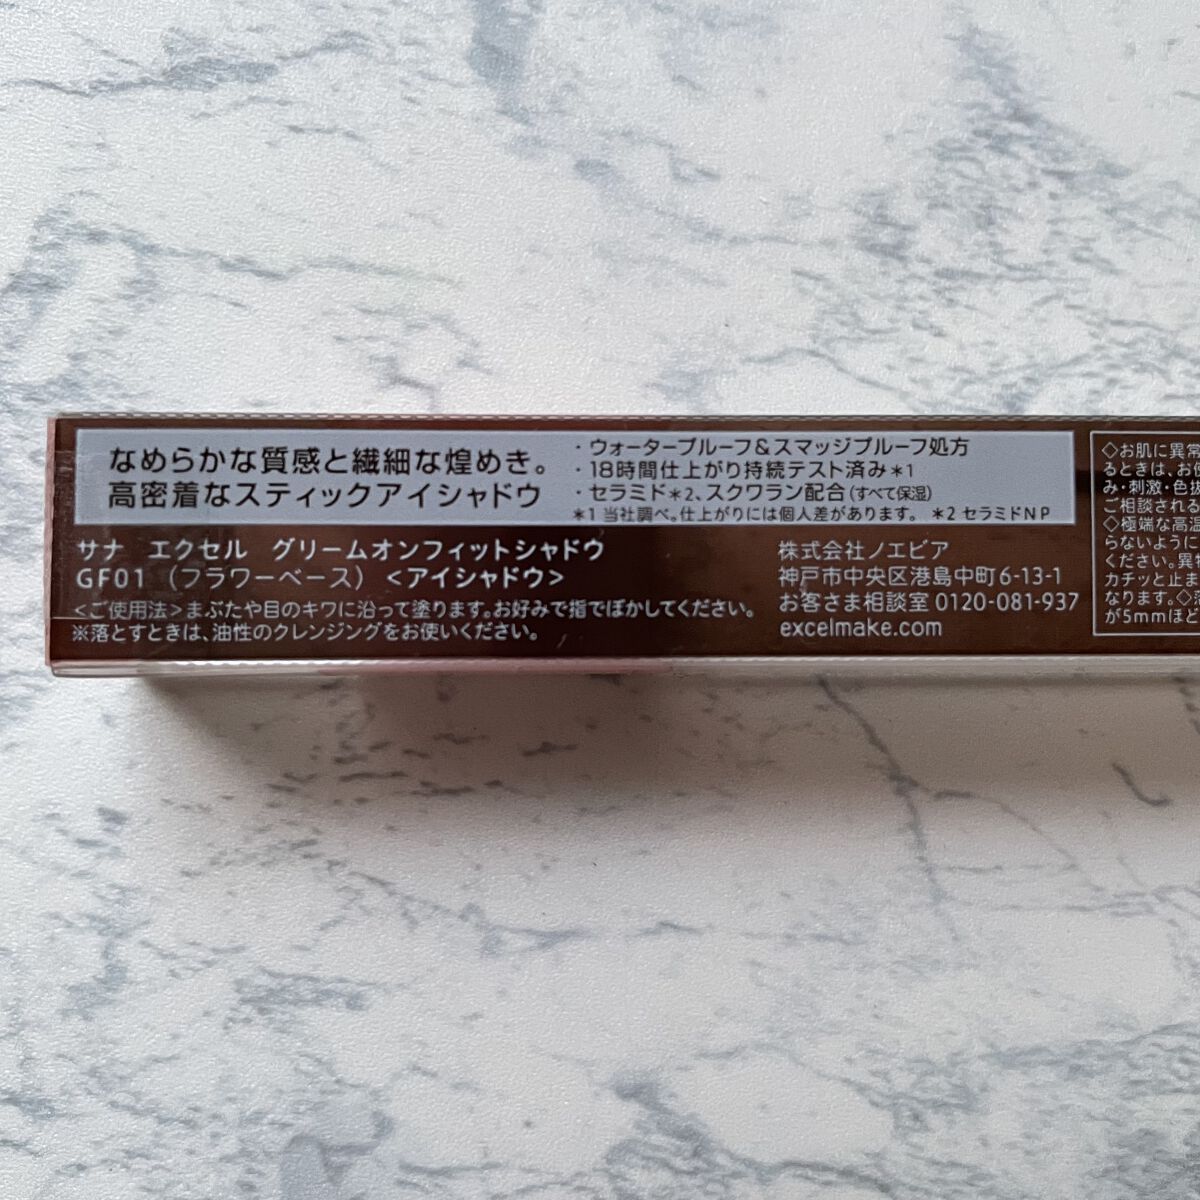 なめらかな質感と繊細な煌めき。
高密着なスティックアイシャドウ
・ウォータープルーフ&スマッジプルーフ処方
・18時間仕上がり持続テスト済み*1
・セラミド*2、スクワラン配合(すべて保湿)
*1 当社調べ。仕上がりには個人差があります。 *2 セラミドNP
サナ エクセル グリームオンフィットシャドウ
GF01 (フラワーベース) <アイシャドウ>
<ご使用法>まぶたや目のキワに沿って塗ります。お好みで指でぼかしてください。
※落とすときは、油性のクレンジングをお使いください。
株式会社ノエビア
神戸市中央区港島中町6-13-1
お客さま相談室 0120-081-937
excelmake.com
◇お肌に異常
るときは、お
み・刺激・色抜
ご相談される
◇極端な高温
らないように
ください。異
カチッと止ま
なります。◇
が5mmほど